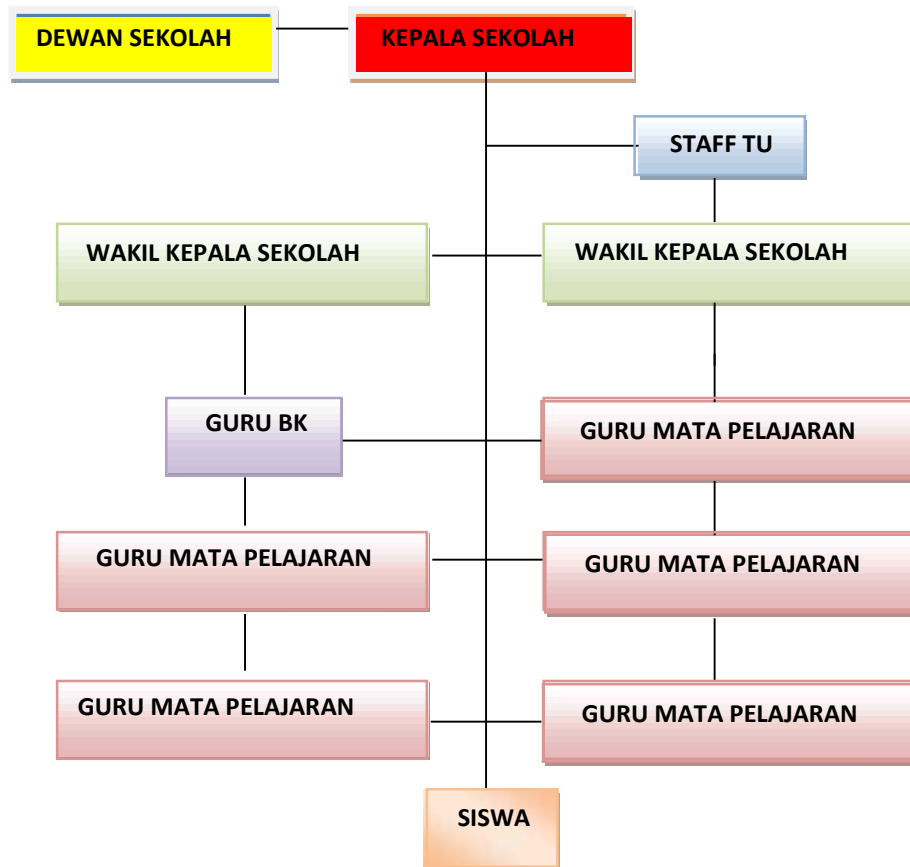 DEWAN SEKOLAH
KEPALA SEKOLAH
STAFF TU
WAKIL KEPALA SEKOLAH
WAKIL KEPALA SEKOLAH
GURU BK
GURU MATA PELAJARAN
GURU MATA PELAJARAN
GURU MATA PELAJARAN
GURU MATA PELAJARAN
GURU MATA PELAJARAN
SISWA